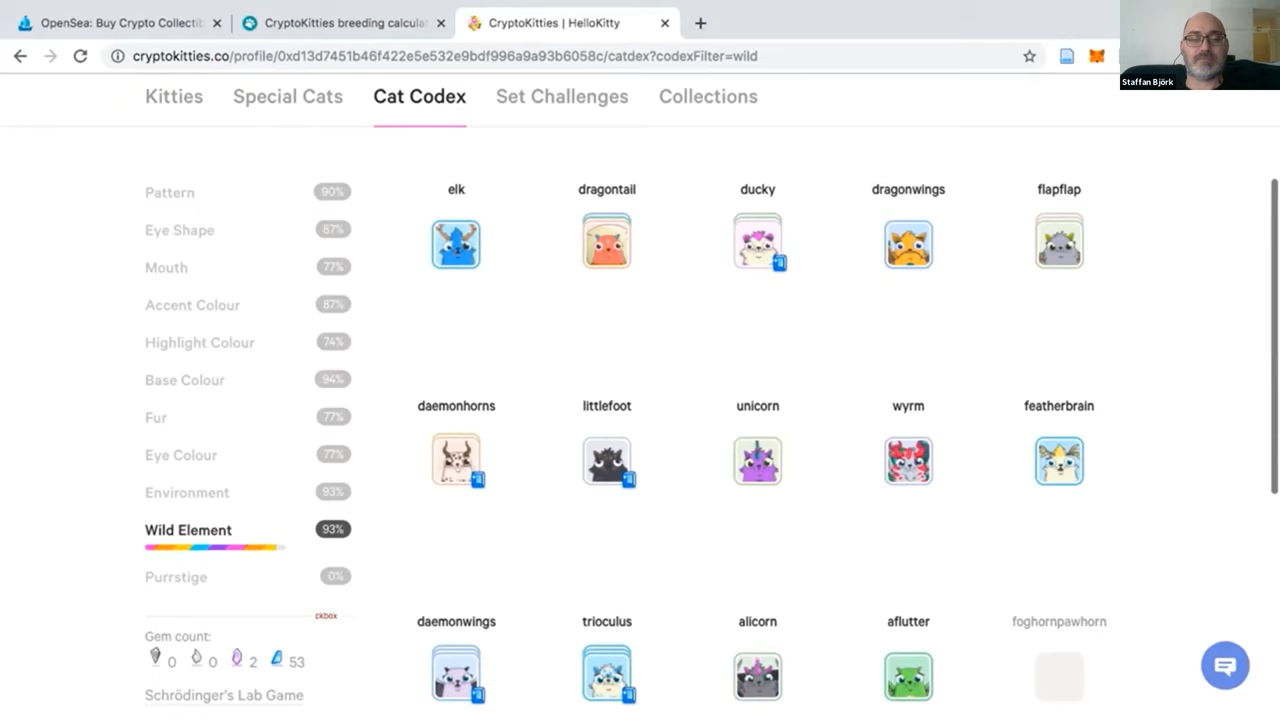 OpenSea: Buy Crypto Collectib
CryptoKitties breeding calcula
CryptoKitties | HelloKitty
cryptokitties.co/profile/0xd13d7451b46f422e5e532e9bdf996a9a93b6058c/catdex?codexFilter=wild
Staffan Björk
Kitties Special Cats Cat Codex Set Challenges Collections
Pattern 90%
Eye Shape 87%
Mouth 77%
Accent Colour 87%
Highlight Colour 74%
Base Colour 94%
Fur 77%
Eye Colour 77%
Environment 93%
Wild Element 93%
Purrstige 0%
ckbox
Gem count:
0 0 2 53
Schrödinger's Lab Game
elk dragontail ducky dragonwings flapflap
daemonhorns littlefoot unicorn wyrm featherbrain
daemonwings trioculus alicorn aflutter foghornpawhorn